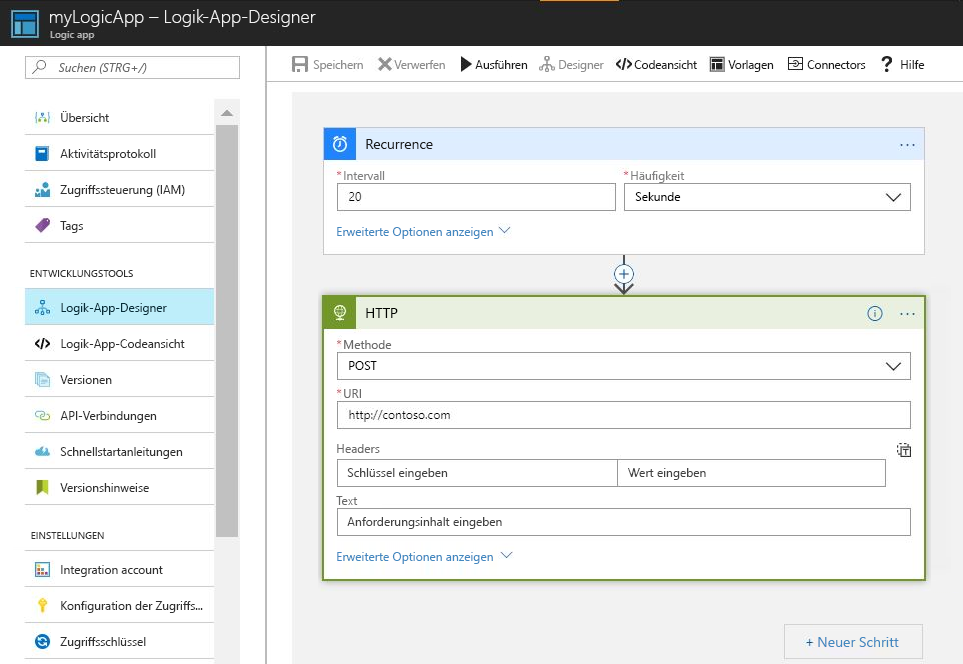 myLogicApp – Logik-App-Designer
Logic app
Suchen (STRG+/)
Übersicht
Aktivitätsprotokoll
Zugriffssteuerung (IAM)
Tags
ENTWICKLUNGSTOOLS
Logik-App-Designer
Logik-App-Codeansicht
Versionen
API-Verbindungen
Schnellstartanleitungen
Versionshinweise
EINSTELLUNGEN
Integration account
Konfiguration der Zugriffs...
Zugriffsschlüssel
Speichern Verwerfen Ausführen Designer Codeansicht Vorlagen Connectors Hilfe
Recurrence
* Intervall * Häufigkeit
20 Sekunde
Erweiterte Optionen anzeigen
HTTP
* Methode
POST
* URI
http://contoso.com
Headers
Schlüssel eingeben Wert eingeben
Text
Anforderungsinhalt eingeben
Erweiterte Optionen anzeigen
+ Neuer Schritt